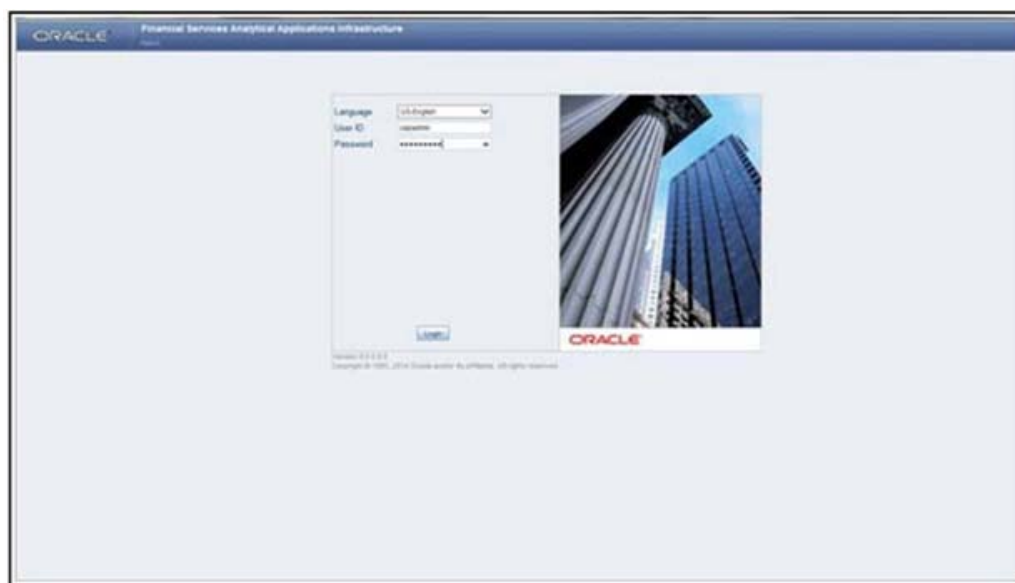 ORACLE
Financial Services Analytical Applications Infrastructure
Language US-English
User ID
Password •••••••••
Login
ORACLE